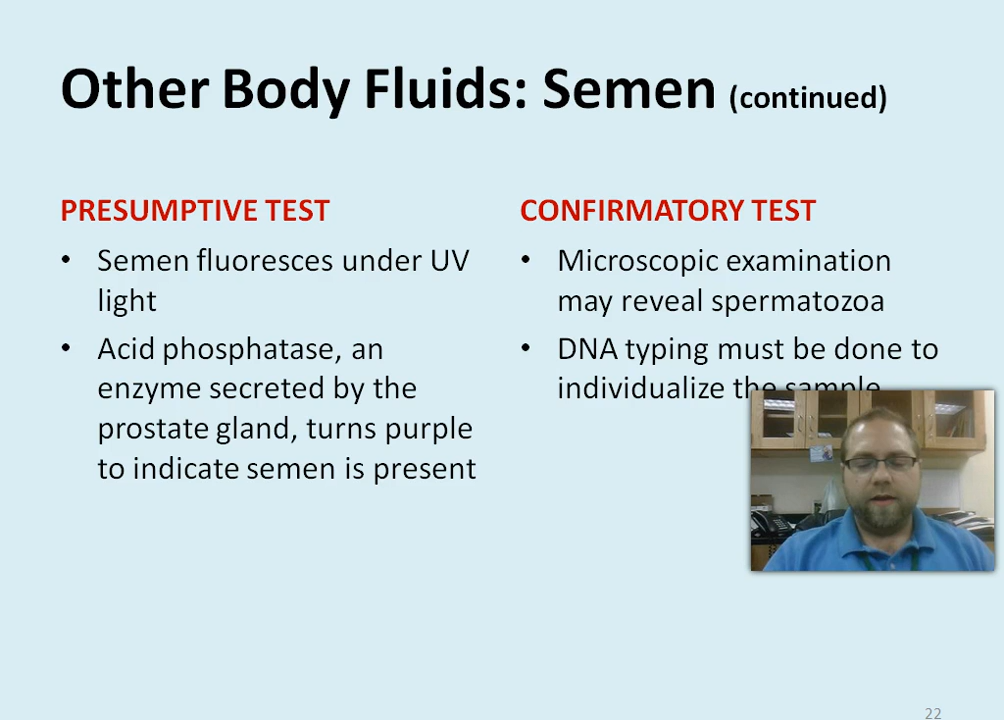 Other Body Fluids: Semen (continued)
PRESUMPTIVE TEST
• Semen fluoresces under UV
light
• Acid phosphatase, an
enzyme secreted by the
prostate gland, turns purple
to indicate semen is present
CONFIRMATORY TEST
• Microscopic examination
may reveal spermatozoa
• DNA typing must be done to
individualize the sample
22